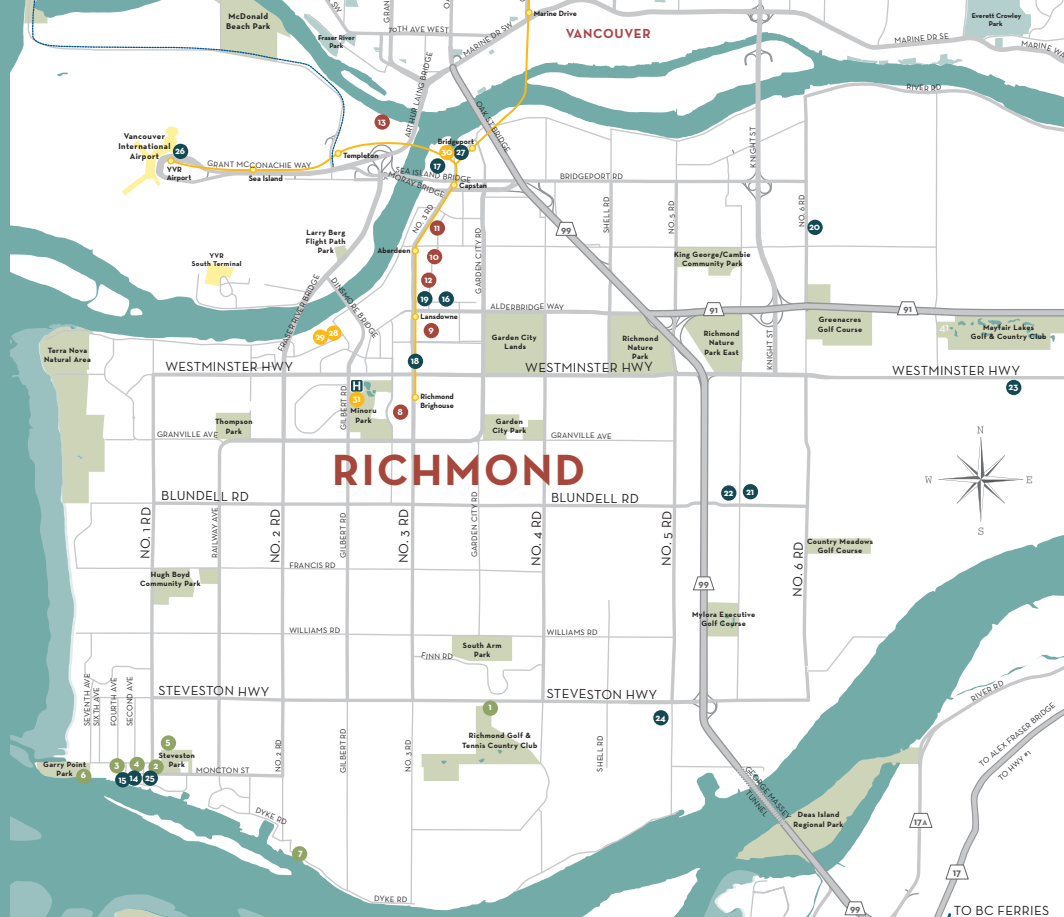 McDonald
Beach Park
Fraser River
Park
70TH AVE WEST
MARINE DR SW
Marine Drive
VANCOUVER
Everett Crowley
Park
MARINE DR SE
MARINE WA
RIVER RD
ARTHUR LAING BRIDGE
OAK ST BRIDGE
KNIGHT ST
13
Vancouver
International
Airport
26
YVR
Airport
GRANT MCCONACHIE WAY
Sea Island
Templeton
Bridgeport
30
27
17
SEA ISLAND BRIDGE
MORAY BRIDGE
Capstan
BRIDGEPORT RD
SHELL RD
NO. 5 RD
NO. 6 RD
20
99
NO. 3 RD
11
GARDEN CITY RD
Larry Berg
Flight Path
Park
Aberdeen
10
King George/Cambie
Community Park
YVR
South Terminal
12
19
16
FRASER RIVER BRIDGE
DINSMORE BRIDGE
ALDERBRIDGE WAY
91
91
Lansdowne
9
29
28
Garden City
Lands
Richmond
Nature
Park
Richmond
Nature
Park East
KNIGHT ST
Greenacres
Golf Course
41
Mayfair Lakes
Golf & Country Club
Terra Nova
Natural Area
WESTMINSTER HWY
18
WESTMINSTER HWY
WESTMINSTER HWY
23
H
31
GILBERT RD
Minoru
Park
8
Richmond
Brighouse
Thompson
Park
Garden
City Park
GRANVILLE AVE
GRANVILLE AVE
RICHMOND
N
W
E
S
BLUNDELL RD
BLUNDELL RD
22
21
NO. 1 RD
RAILWAY AVE
NO. 2 RD
GILBERT RD
NO. 3 RD
GARDEN CITY RD
NO. 4 RD
NO. 5 RD
NO. 6 RD
Country Meadows
Golf Course
FRANCIS RD
Hugh Boyd
Community Park
99
Mylora Executive
Golf Course
WILLIAMS RD
WILLIAMS RD
FINN RD
South Arm
Park
STEVESTON HWY
STEVESTON HWY
SEVENTH AVE
SIXTH AVE
FOURTH AVE
SECOND AVE
1
24
Richmond Golf &
Tennis Country Club
RIVER RD
TO ALEX FRASER BRIDGE
TO HWY #1
5
Steveston
Park
NO. 2 RD
GILBERT RD
NO. 3 RD
SHELL RD
Garry Point
Park
6
3
4
2
15
14
25
MONCTON ST
GEORGE MASSEY
TUNNEL
DYKE RD
Deas Island
Regional Park
17A
7
17
DYKE RD
99
TO BC FERRIES